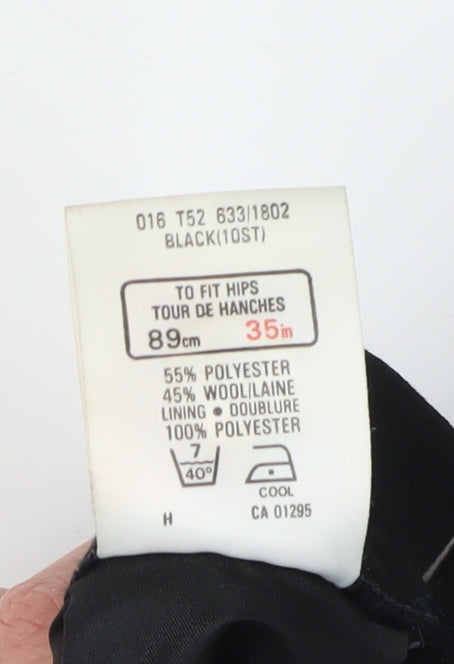 016 T52 633/1802
BLACK(10ST)
TO FIT HIPS
TOUR DE HANCHES
89cm 35in
55% POLYESTER
45% WOOL/LAINE
LINING ● DOUBLURE
100% POLYESTER
7
40°
COOL
H CA 01295